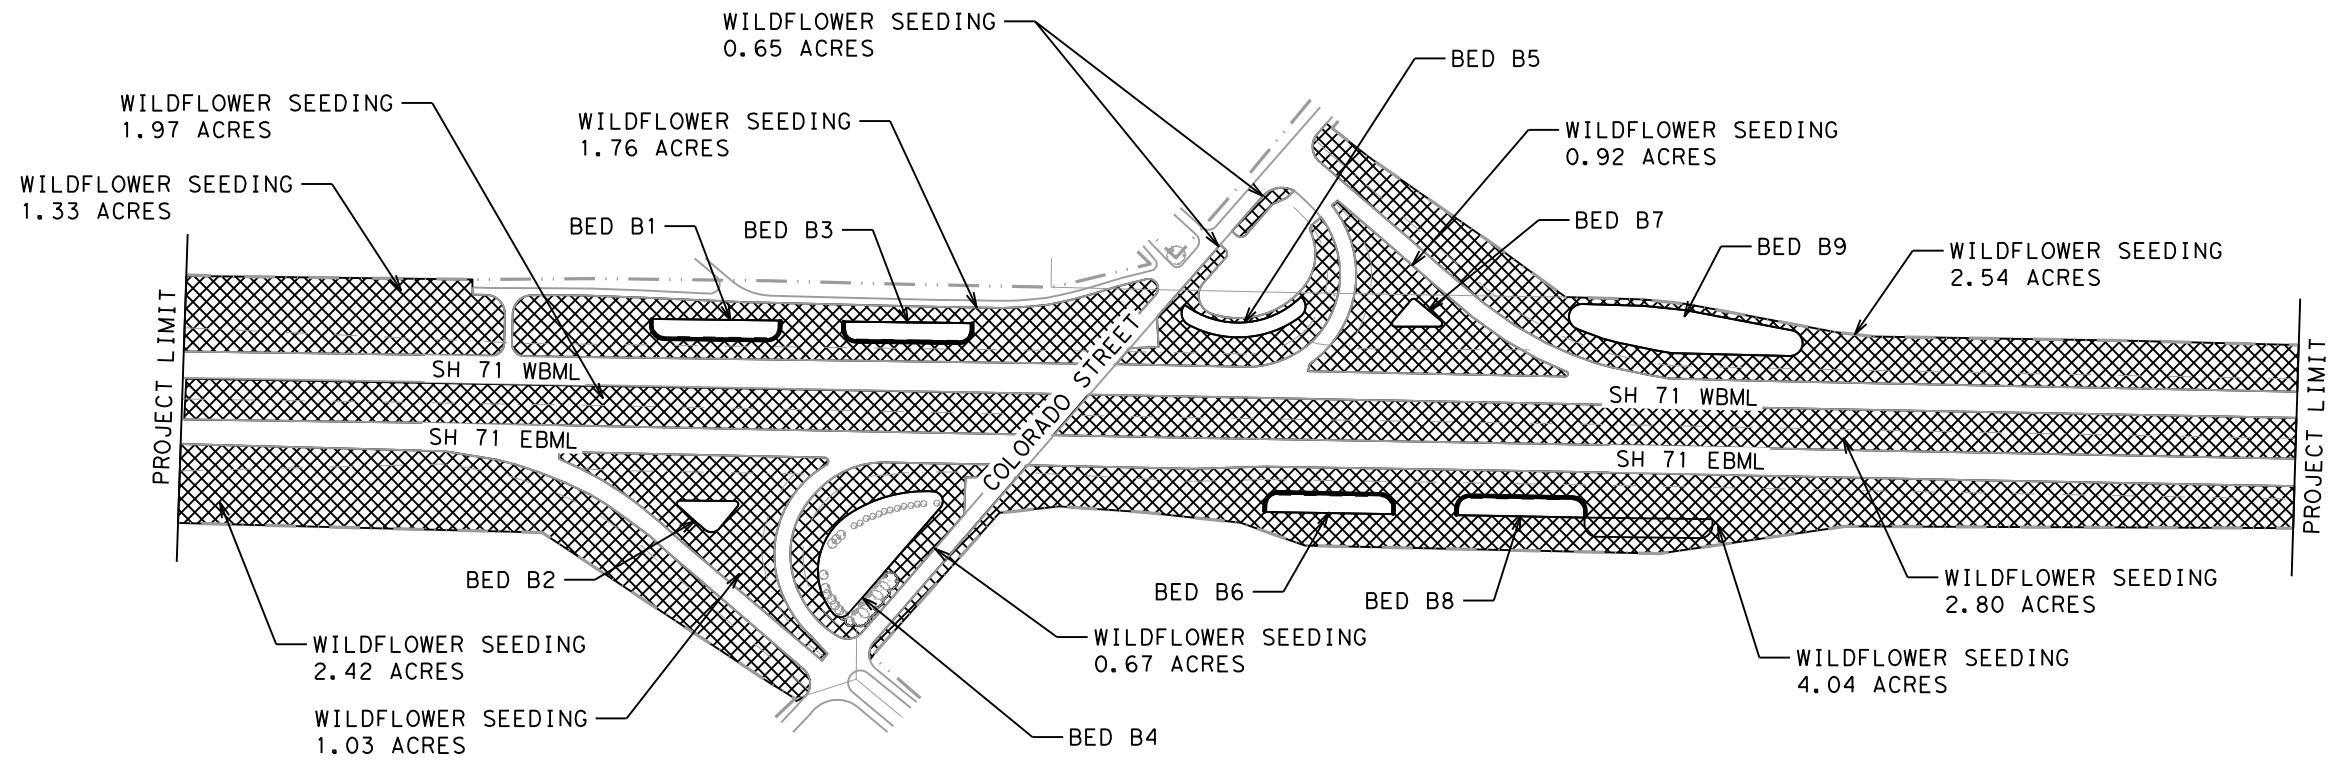 WILDFLOWER SEEDING
0.65 ACRES
BED B5
WILDFLOWER SEEDING
1.97 ACRES
WILDFLOWER SEEDING
1.76 ACRES
WILDFLOWER SEEDING
0.92 ACRES
WILDFLOWER SEEDING
1.33 ACRES
BED B1
BED B3
BED B7
BED B9
WILDFLOWER SEEDING
2.54 ACRES
PROJECT LIMIT
SH 71 WBML
COLORADO STREET
SH 71 WBML
PROJECT LIMIT
SH 71 EBML
SH 71 EBML
BED B2
BED B6
BED B8
WILDFLOWER SEEDING
2.80 ACRES
WILDFLOWER SEEDING
2.42 ACRES
WILDFLOWER SEEDING
0.67 ACRES
WILDFLOWER SEEDING
4.04 ACRES
WILDFLOWER SEEDING
1.03 ACRES
BED B4